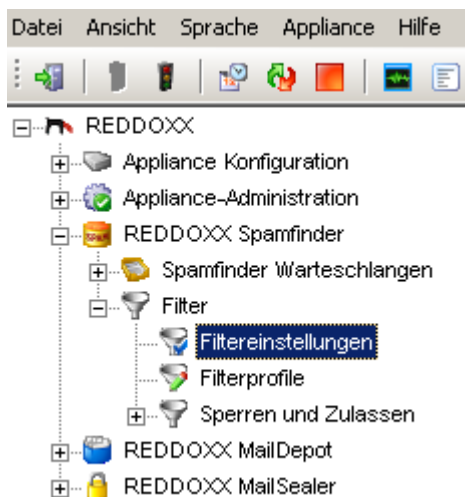 Datei Ansicht Sprache Appliance Hilfe
REDDOXX
Appliance Konfiguration
Appliance-Administration
REDDOXX Spamfinder
Spamfinder Warteschlangen
Filter
Filtereinstellungen
Filterprofile
Sperren und Zulassen
REDDOXX MailDepot
REDDOXX MailSealer